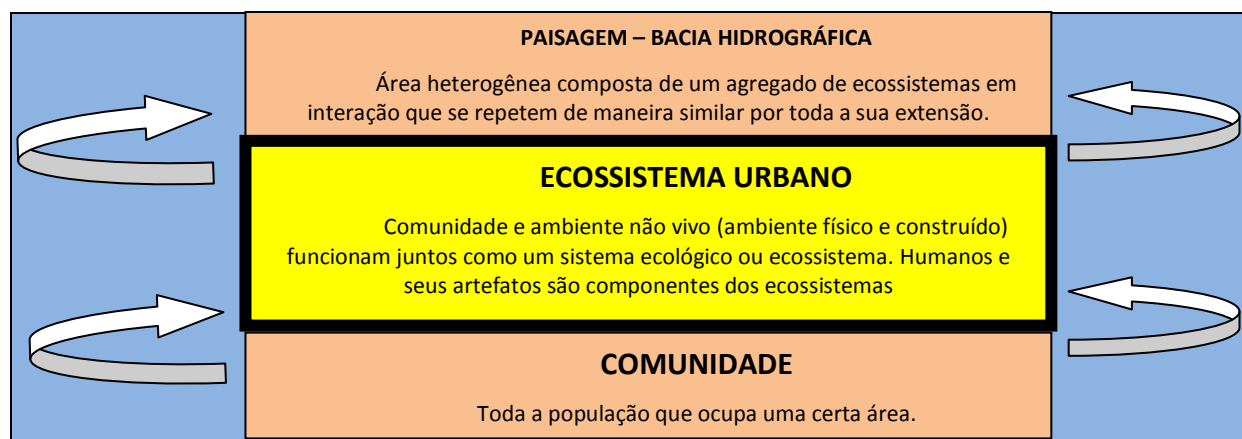 PAISAGEM – BACIA HIDROGRÁFICA
Área heterogênea composta de um agregado de ecossistemas em
interação que se repetem de maneira similar por toda a sua extensão.
ECOSSISTEMA URBANO
Comunidade e ambiente não vivo (ambiente físico e construído)
funcionam juntos como um sistema ecológico ou ecossistema. Humanos e
seus artefatos são componentes dos ecossistemas
COMUNIDADE
Toda a população que ocupa uma certa área.